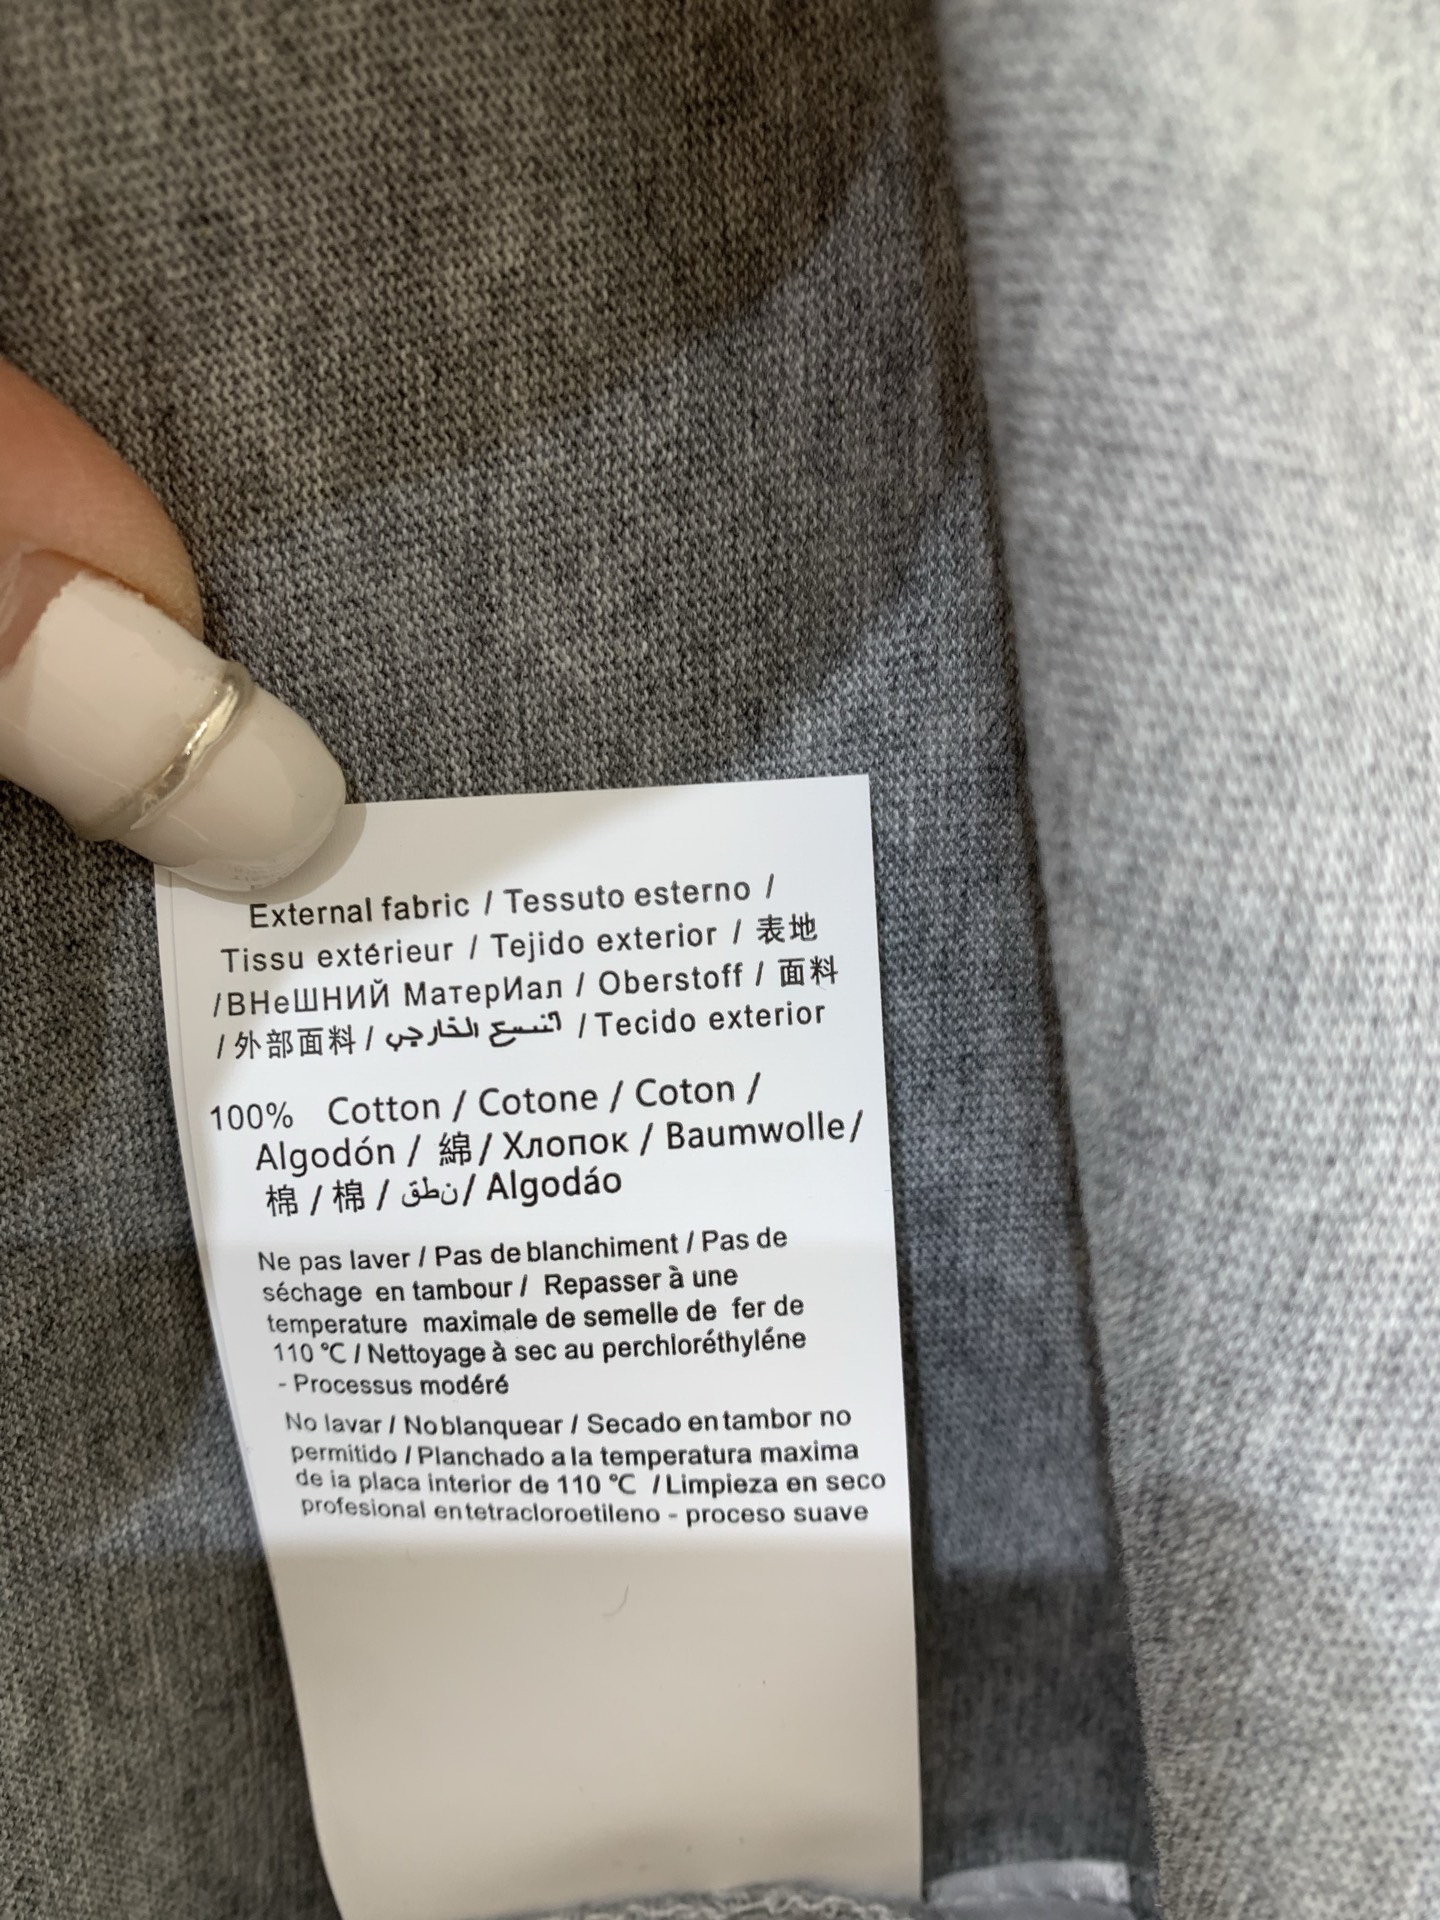 External fabric / Tessuto esterno /
Tissu extérieur / Tejido exterior / 表地
/ВНеШНИЙ МатерИал / Oberstoff / 面料
/ 外部面料 / النسيج الخارجي / Tecido exterior
100% Cotton / Cotone / Coton /
Algodón / 綿 / Хлопок / Baumwolle/
棉 / 棉 / نطق/ Algodáo
Ne pas laver / Pas de blanchiment / Pas de
séchage en tambour / Repasser à une
temperature maximale de semelle de fer de
110 ℃ / Nettoyage à sec au perchloréthyléne
- Processus modéré
No lavar / No blanquear / Secado en tambor no
permitido / Planchado a la temperatura maxima
de ia placa interior de 110 ℃ / Limpieza en seco
profesional en tetracloroetileno - proceso suave